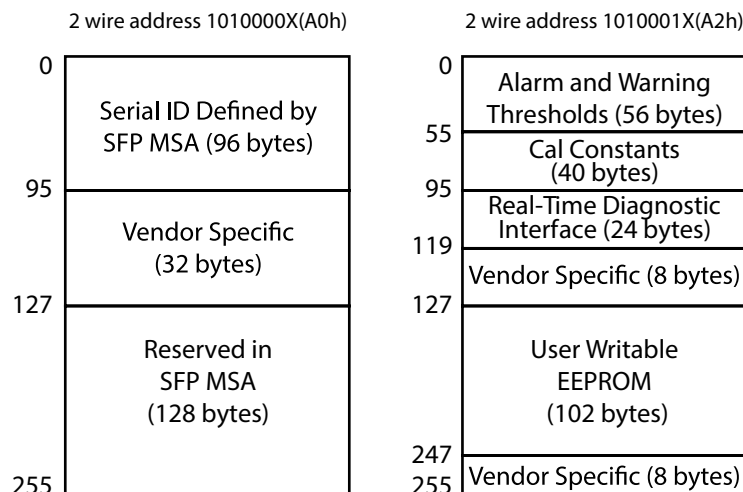 2 wire address 1010000X(A0h)
0
Serial ID Defined by
SFP MSA (96 bytes)
95
Vendor Specific
(32 bytes)
127
Reserved in
SFP MSA
(128 bytes)
255
2 wire address 1010001X(A2h)
0
Alarm and Warning
Thresholds (56 bytes)
55
Cal Constants
(40 bytes)
95
Real-Time Diagnostic
Interface (24 bytes)
119
Vendor Specific (8 bytes)
127
User Writable
EEPROM
(102 bytes)
247
Vendor Specific (8 bytes)
255